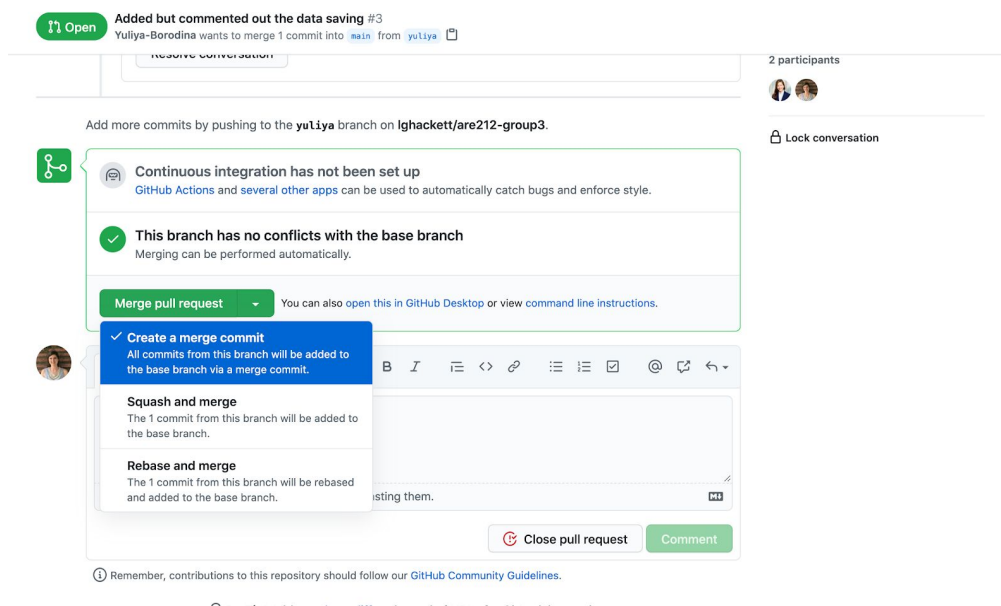 Open
Added but commented out the data saving #3
Yuliya-Borodina wants to merge 1 commit into main from yuliya
Resolve conversation
2 participants
Lock conversation
Add more commits by pushing to the yuliya branch on lghackett/are212-group3.
Continuous integration has not been set up
GitHub Actions and several other apps can be used to automatically catch bugs and enforce style.
This branch has no conflicts with the base branch
Merging can be performed automatically.
Merge pull request
You can also open this in GitHub Desktop or view command line instructions.
Create a merge commit
All commits from this branch will be added to
the base branch via a merge commit.
Squash and merge
The 1 commit from this branch will be added to
the base branch.
Rebase and merge
The 1 commit from this branch will be rebased
and added to the base branch.
B I
sting them.
Close pull request
Comment
Remember, contributions to this repository should follow our GitHub Community Guidelines.